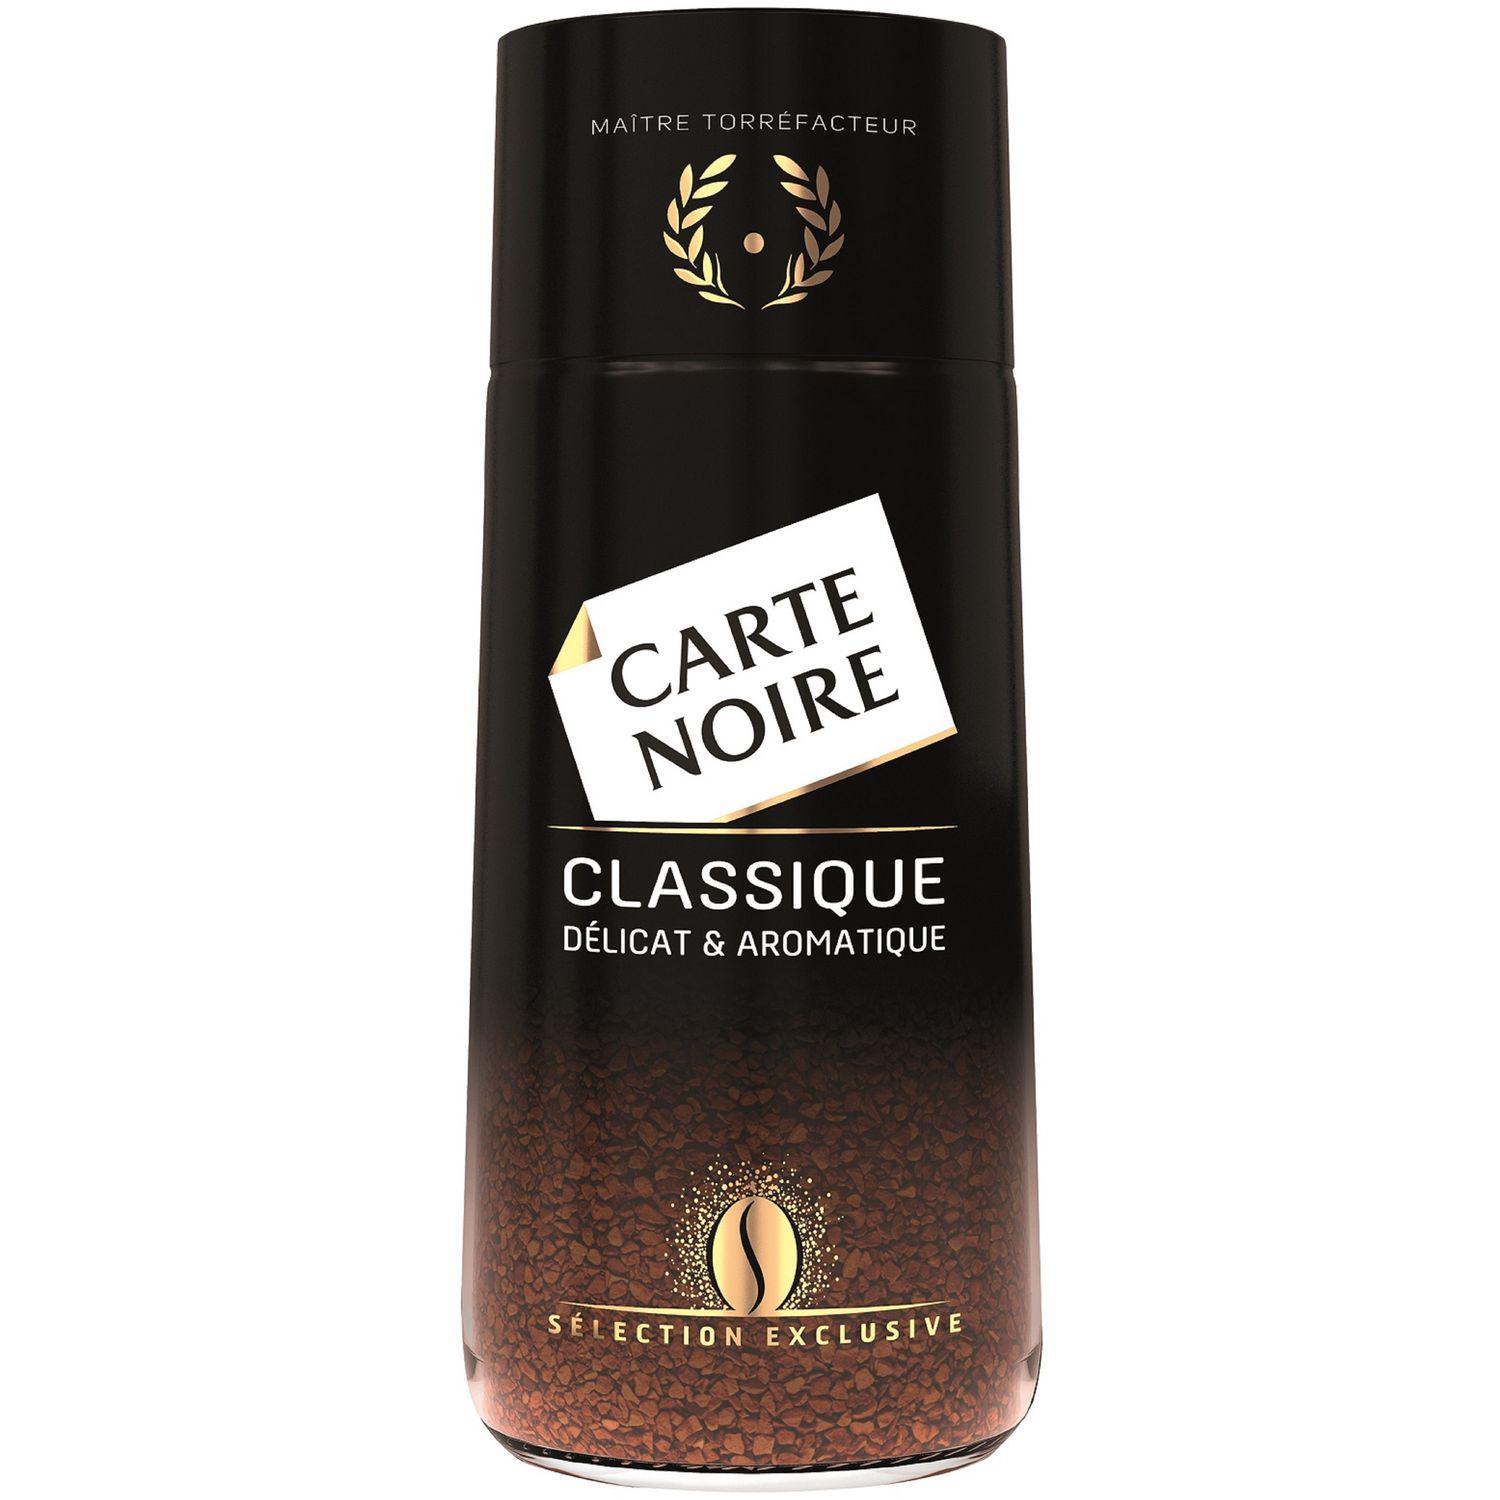 MAÎTRE TORRÉFACTEUR
CARTE
NOIRE
CLASSIQUE
DÉLICAT & AROMATIQUE
SÉLECTION EXCLUSIVE